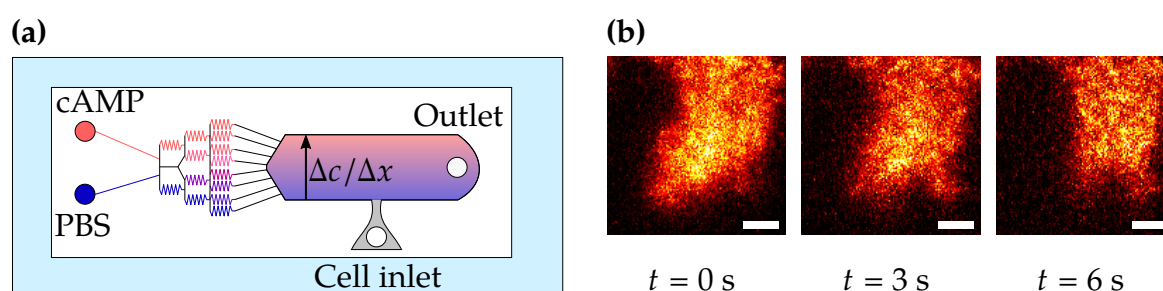 (a)
cAMP
PBS
Δc/Δx
Outlet
Cell inlet
(b)
t = 0 s
t = 3 s
t = 6 s